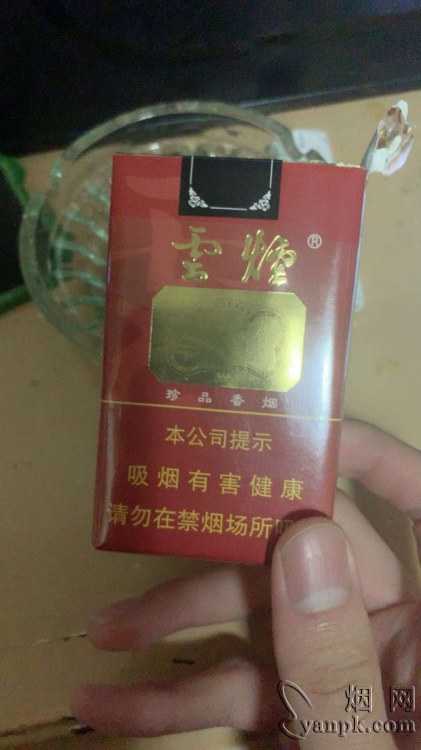 雲煙®
珍品香烟
本公司提示
吸烟有害健康
请勿在禁烟场所吸
烟网
yanpk.com